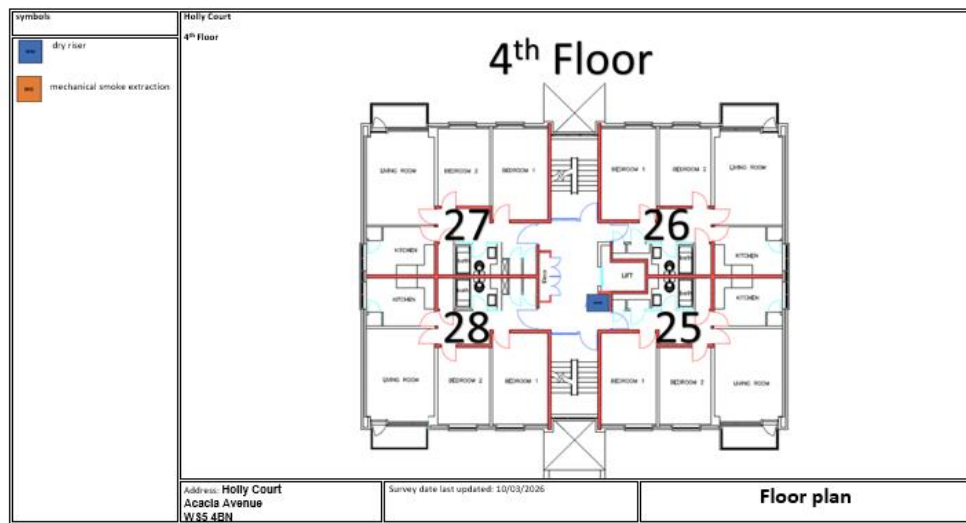 symbols
dry riser
mechanical smoke extraction
Holly Court
4th Floor
4th Floor
LIVING ROOM
BEDROOM 2
BEDROOM 1
BEDROOM 1
BEDROOM 2
LIVING ROOM
27
26
KITCHEN
KITCHEN
LIFT
KITCHEN
KITCHEN
28
25
LIVING ROOM
BEDROOM 2
BEDROOM 1
BEDROOM 1
BEDROOM 2
LIVING ROOM
Address: Holly Court
Acacia Avenue
WS5 4BN
Survey date last updated: 10/03/2026
Floor plan